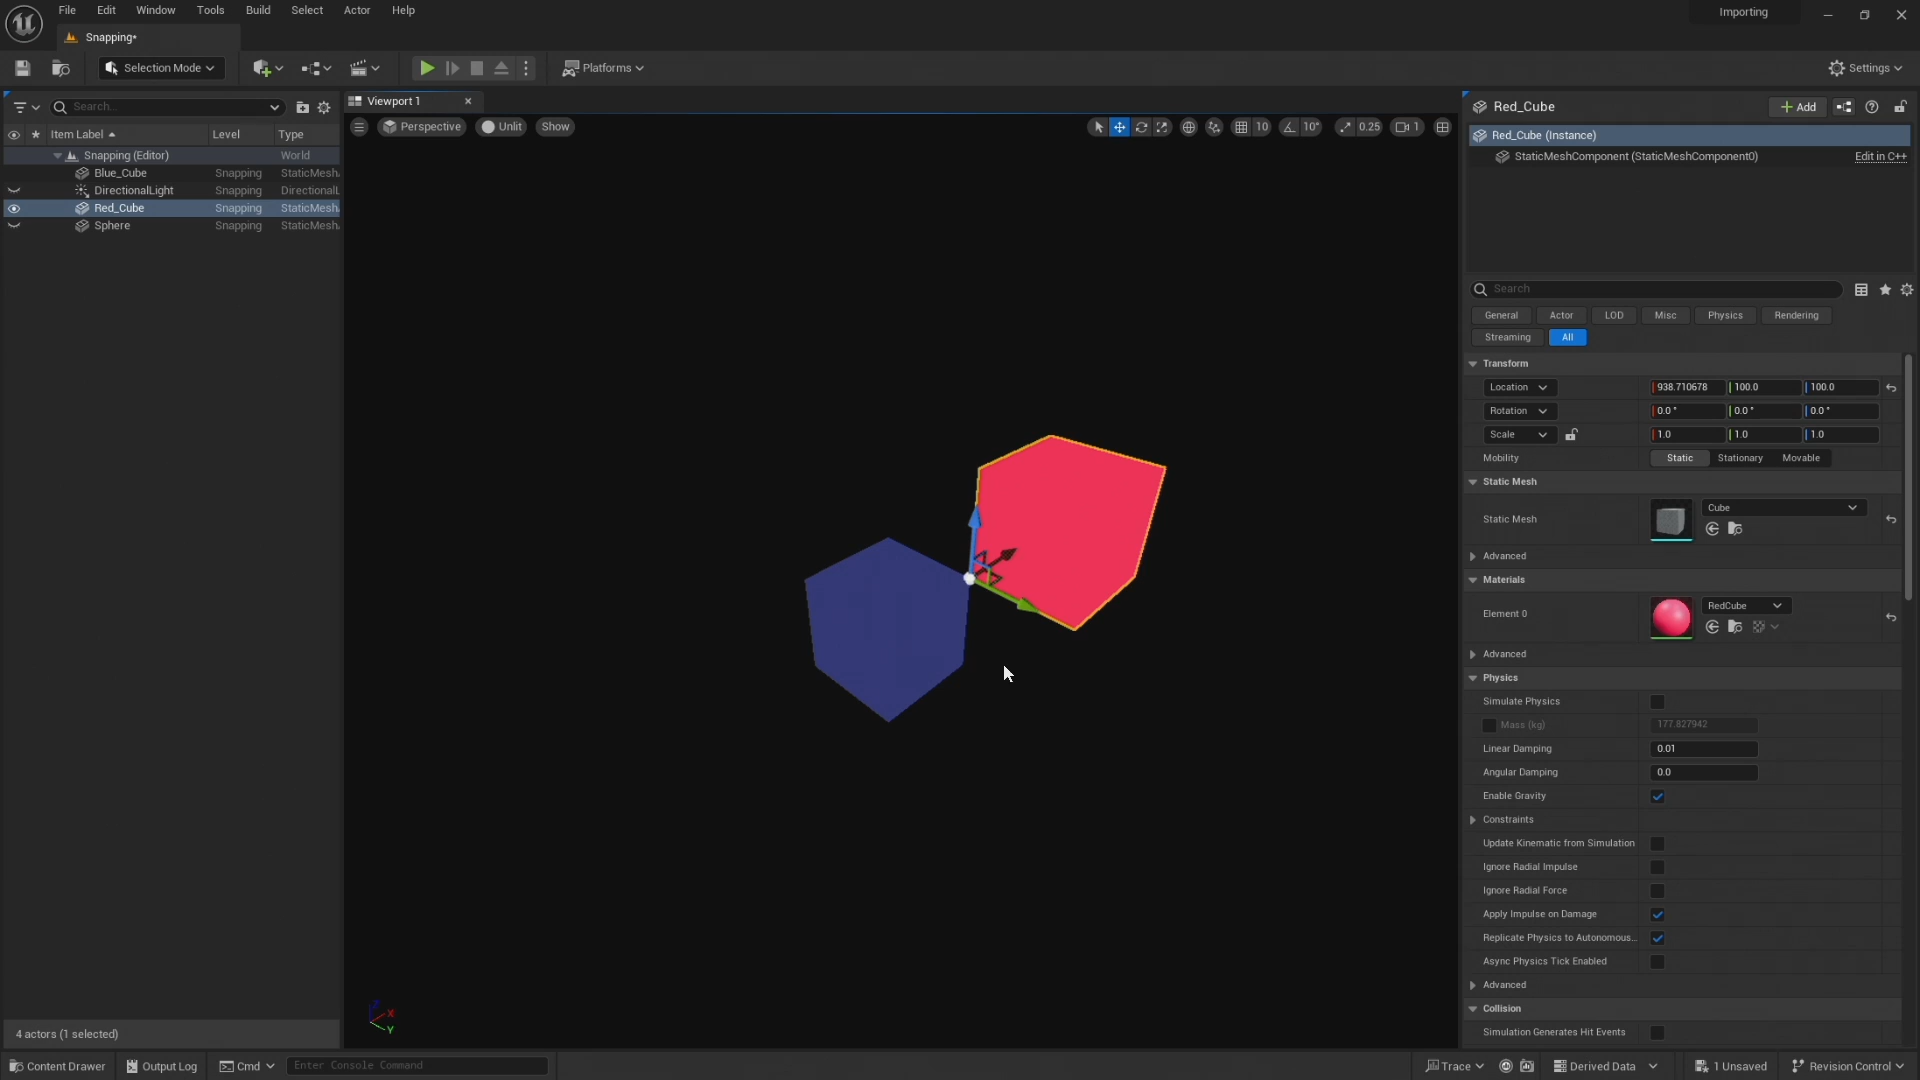 File Edit Window Tools Build Select Actor Help
Importing
Snapping•
Selection Mode
Platforms
Settings
Search...
Item Label Level Type
Snapping (Editor) World
Blue_Cube Snapping StaticMesh
DirectionalLight Snapping DirectionalL
Red_Cube Snapping StaticMesh
Sphere Snapping StaticMesh
4 actors (1 selected)
Viewport 1
Perspective Unlit Show
10 10° 0.25 1
Z X Y
Red_Cube
Add
Red_Cube (Instance)
StaticMeshComponent (StaticMeshComponent0) Edit in C++
Search
General Actor LOD Misc Physics Rendering
Streaming All
Transform
Location 938.710678 100.0 100.0
Rotation 0.0 ° 0.0 ° 0.0 °
Scale 1.0 1.0 1.0
Mobility Static Stationary Movable
Static Mesh
Static Mesh Cube
Advanced
Materials
Element 0 RedCube
Advanced
Physics
Simulate Physics
Mass (kg) 177.827942
Linear Damping 0.01
Angular Damping 0.0
Enable Gravity
Constraints
Update Kinematic from Simulation
Ignore Radial Impulse
Ignore Radial Force
Apply Impulse on Damage
Replicate Physics to Autonomous...
Async Physics Tick Enabled
Advanced
Collision
Simulation Generates Hit Events
Content Drawer Output Log Cmd Enter Console Command Trace Derived Data 1 Unsaved Revision Control